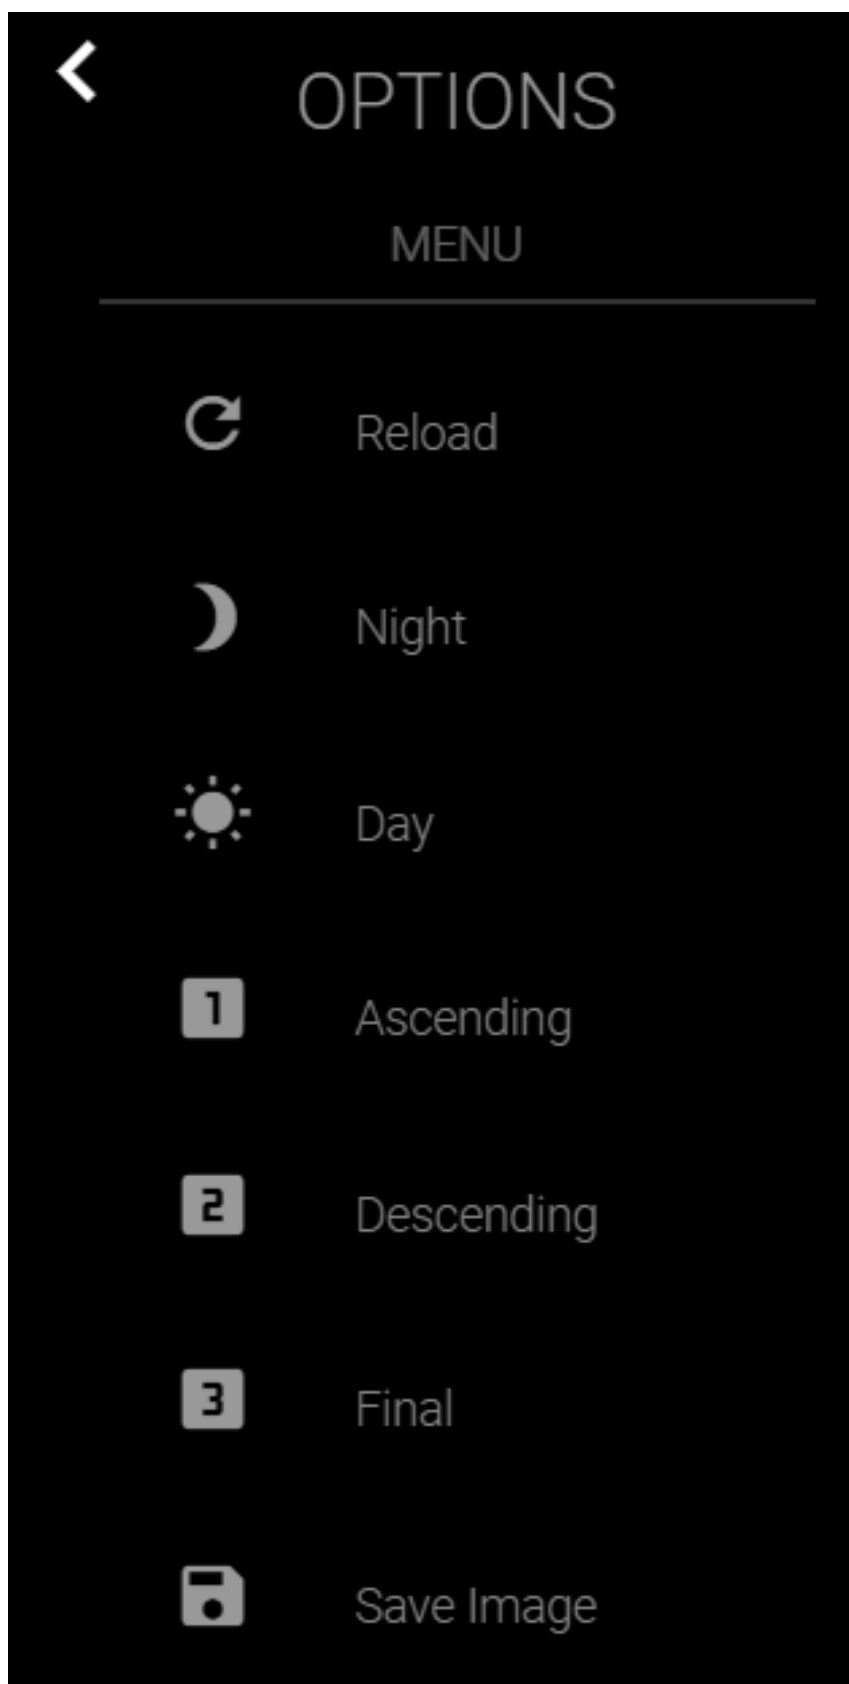 OPTIONS
MENU
Reload
Night
Day
1 Ascending
2 Descending
3 Final
Save Image